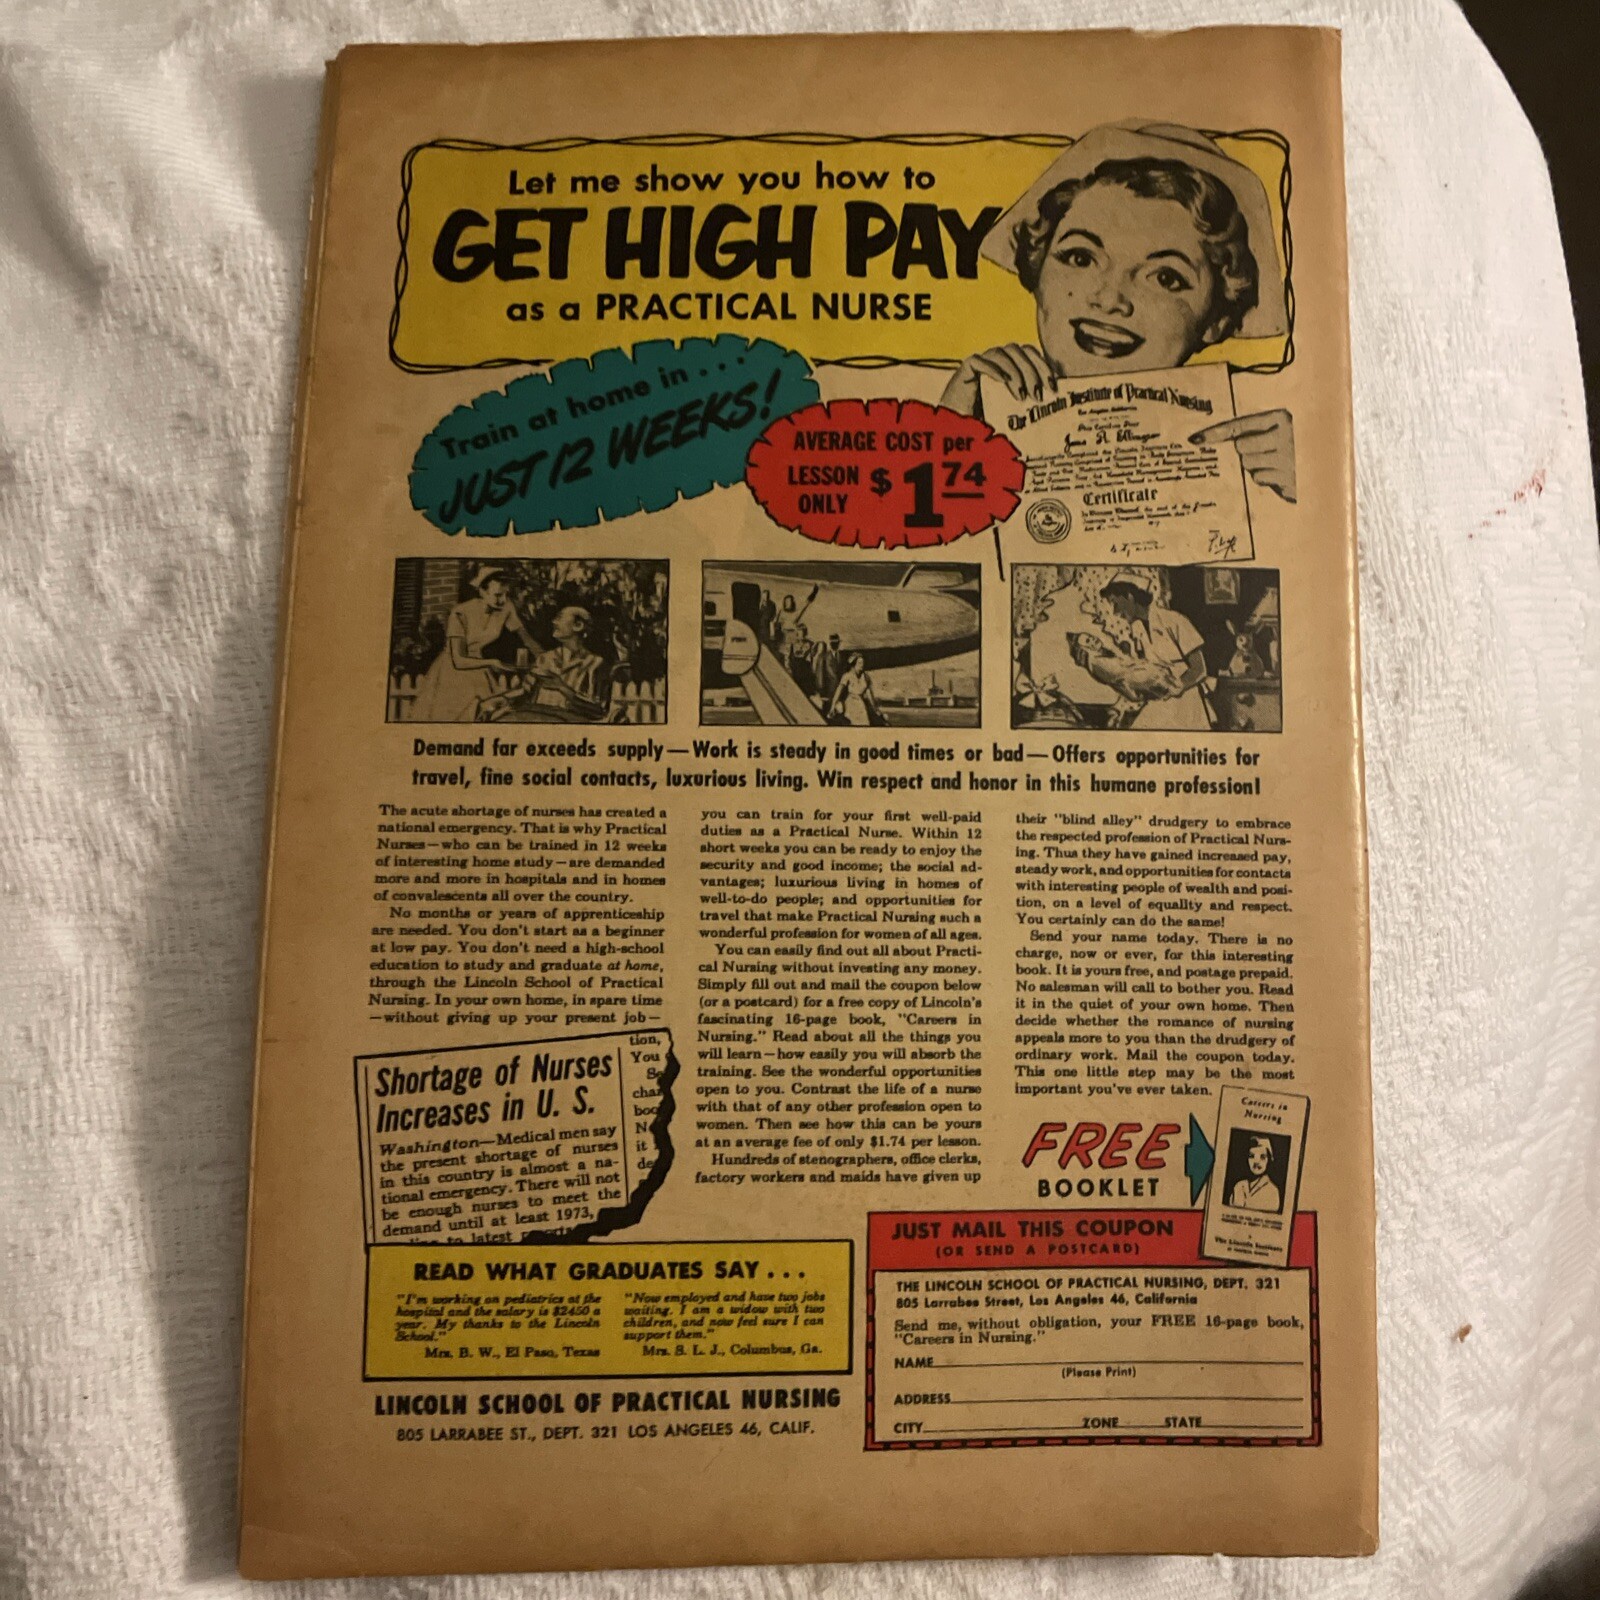 Let me show you how to
GET HIGH PAY
as a PRACTICAL NURSE
Train at home in...
JUST 12 WEEKS!
AVERAGE COST per
LESSON $1.74
ONLY
The Lincoln Institute of Practical Nursing
Los Angeles California
Certificate
Demand far exceeds supply—Work is steady in good times or bad—Offers opportunities for
travel, fine social contacts, luxurious living. Win respect and honor in this humane profession!
The acute shortage of nurses has created a
national emergency. That is why Practical
Nurses—who can be trained in 12 weeks
of interesting home study—are demanded
more and more in hospitals and in homes
of convalescents all over the country.
No months or years of apprenticeship
are needed. You don't start as a beginner
at low pay. You don't need a high-school
education to study and graduate at home,
through the Lincoln School of Practical
Nursing. In your own home, in spare time
—without giving up your present job—
you can train for your first well-paid
duties as a Practical Nurse. Within 12
short weeks you can be ready to enjoy the
security and good income; the social ad-
vantages; luxurious living in homes of
well-to-do people; and opportunities for
travel that make Practical Nursing such a
wonderful profession for women of all ages.
You can easily find out all about Practi-
cal Nursing without investing any money.
Simply fill out and mail the coupon below
(or a postcard) for a free copy of Lincoln's
fascinating 16-page book, "Careers in
Nursing." Read about all the things you
will learn—how easily you will absorb the
training. See the wonderful opportunities
open to you. Contrast the life of a nurse
with that of any other profession open to
women. Then see how this can be yours
at an average fee of only $1.74 per lesson.
Hundreds of stenographers, office clerks,
factory workers and maids have given up
their "blind alley" drudgery to embrace
the respected profession of Practical Nurs-
ing. Thus they have gained increased pay,
steady work, and opportunities for contacts
with interesting people of wealth and posi-
tion, on a level of equality and respect.
You certainly can do the same!
Send your name today. There is no
charge, now or ever, for this interesting
book. It is yours free, and postage prepaid.
No salesman will call to bother you. Read
it in the quiet of your own home. Then
decide whether the romance of nursing
appeals more to you than the drudgery of
ordinary work. Mail the coupon today.
This one little step may be the most
important you've ever taken.
Shortage of Nurses
Increases in U. S.
Washington—Medical men say
the present shortage of nurses
in this country is almost a na-
tional emergency. There will not
be enough nurses to meet the
demand until at least 1973,
to latest
tion,
You
char
boo
N
it
de
FREE
BOOKLET
Careers in
Nursing
READ WHAT GRADUATES SAY...
"I'm working on pediatrics at the
hospital and the salary is $2450 a
year. My thanks to the Lincoln
School."
Mrs. B. W., El Paso, Texas
"Now employed and have two jobs
waiting. I am a widow with two
children, and now feel sure I can
support them."
Mrs. S. L. J., Columbus, Ga.
LINCOLN SCHOOL OF PRACTICAL NURSING
805 LARRABEE ST., DEPT. 321 LOS ANGELES 46, CALIF.
JUST MAIL THIS COUPON
(OR SEND A POSTCARD)
THE LINCOLN SCHOOL OF PRACTICAL NURSING, DEPT. 321
805 Larrabee Street, Los Angeles 46, California
Send me, without obligation, your FREE 16-page book,
"Careers in Nursing."
NAME
(Please Print)
ADDRESS
CITY ZONE STATE